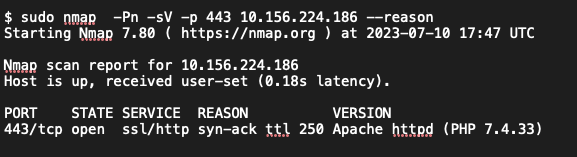 $ sudo nmap  -Pn -sV -p 443 10.156.224.186 --reason
Starting Nmap 7.80 ( https://nmap.org ) at 2023-07-10 17:47 UTC
Nmap scan report for 10.156.224.186
Host is up, received user-set (0.18s latency).
PORT    STATE SERVICE  REASON         VERSION
443/tcp open  ssl/http syn-ack ttl 250 Apache httpd (PHP 7.4.33)